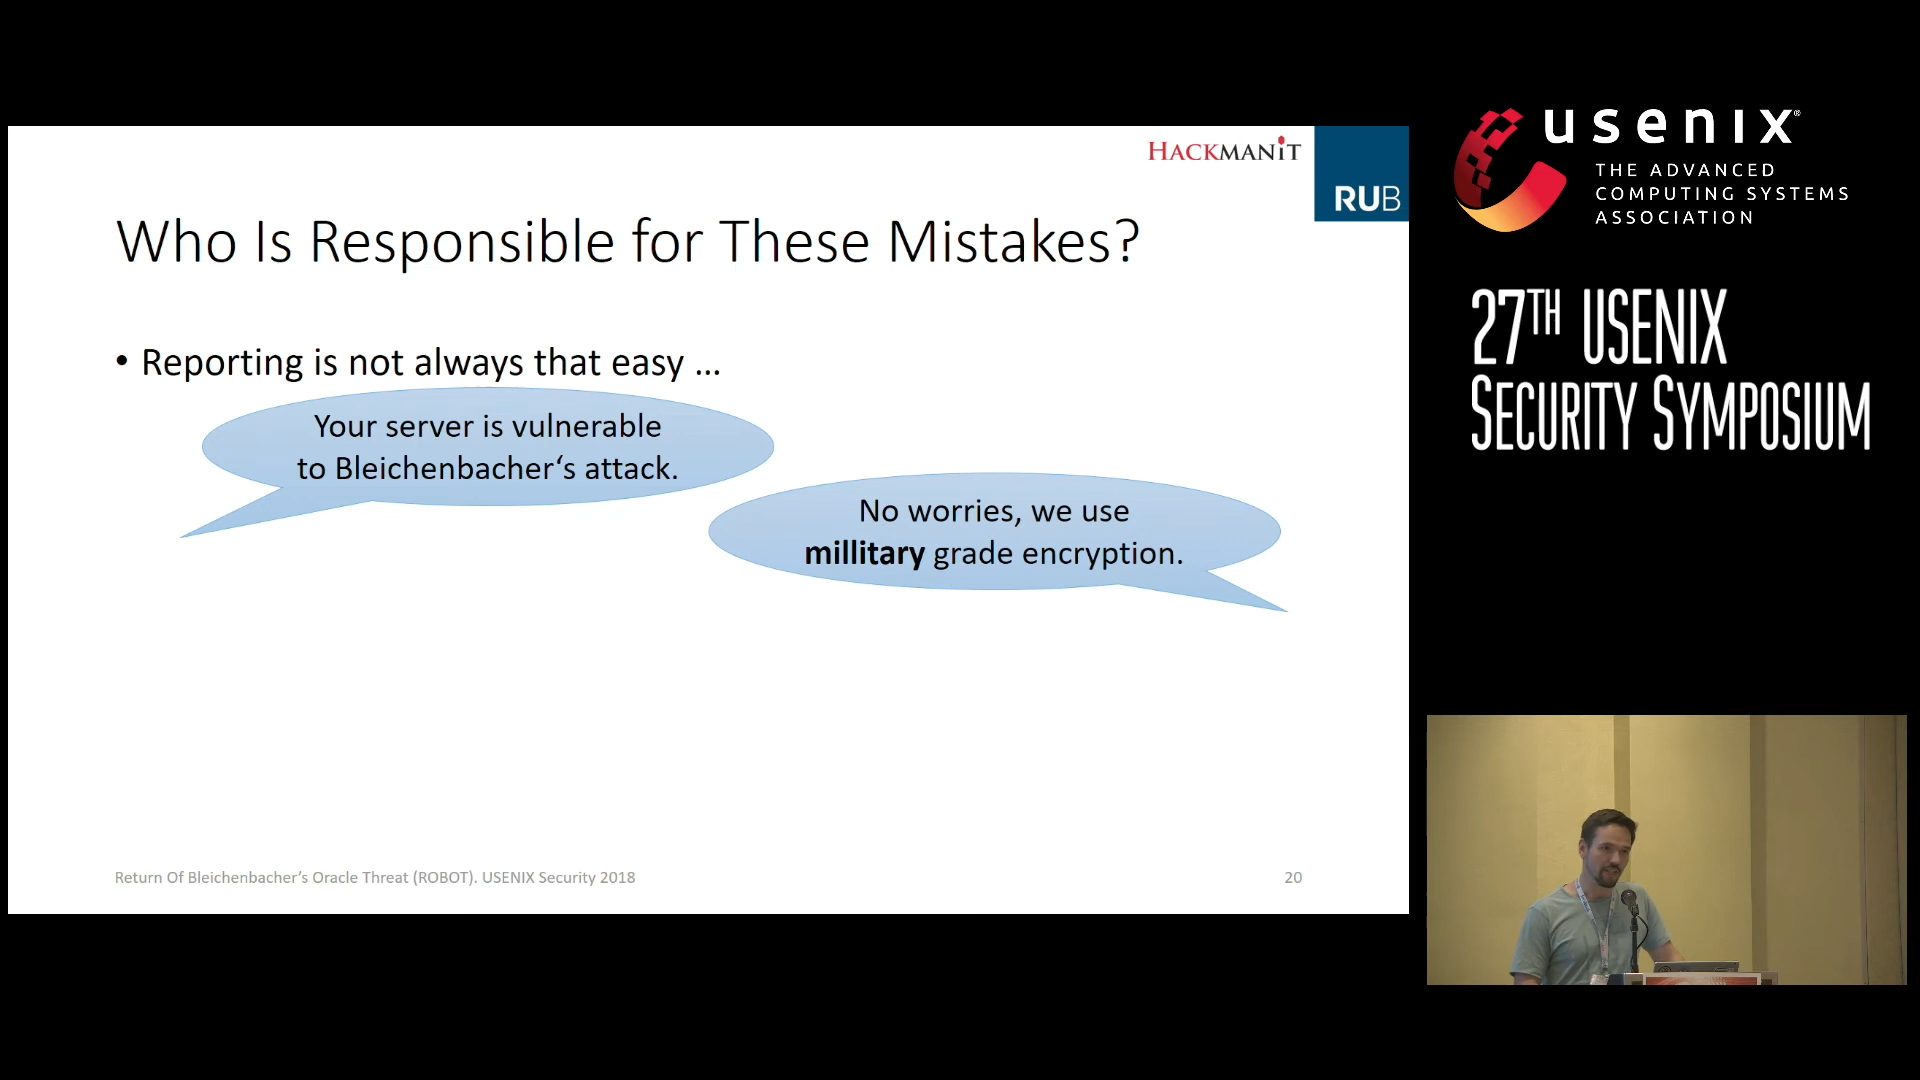 HACKMANIT
RUB
Who Is Responsible for These Mistakes?
• Reporting is not always that easy ...
Your server is vulnerable
to Bleichenbacher‘s attack.
No worries, we use
millitary grade encryption.
Return Of Bleichenbacher’s Oracle Threat (ROBOT). USENIX Security 2018
20
usenix®
THE ADVANCED
COMPUTING SYSTEMS
ASSOCIATION
27TH USENIX
SECURITY SYMPOSIUM